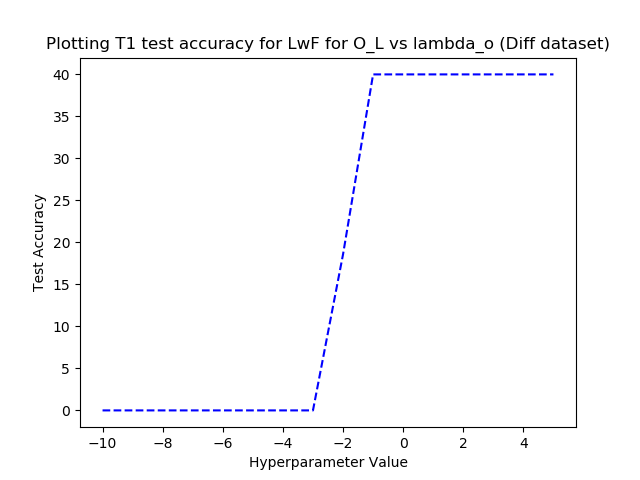 Plotting T1 test accuracy for LwF for O_L vs lambda_o (Diff dataset)
40
35
30
25
20
15
10
5
0
Test Accuracy
−10 −8 −6 −4 −2 0 2 4
Hyperparameter Value